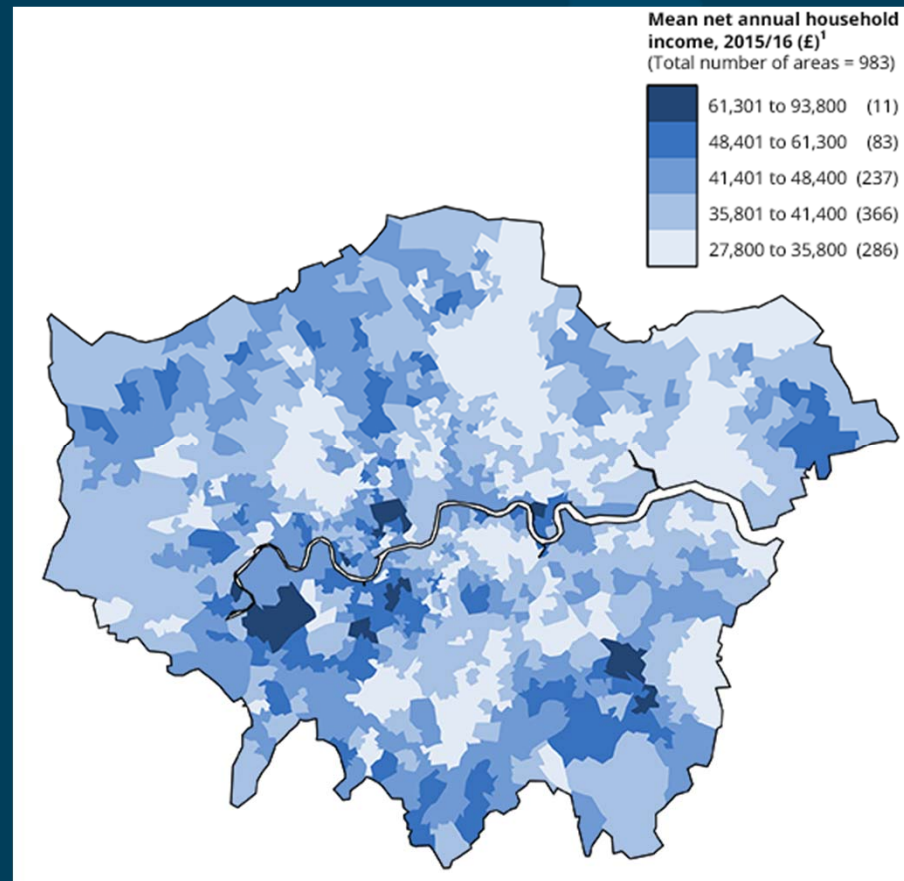 Mean net annual household
income, 2015/16 (£)¹
(Total number of areas = 983)
61,301 to 93,800 (11)
48,401 to 61,300 (83)
41,401 to 48,400 (237)
35,801 to 41,400 (366)
27,800 to 35,800 (286)